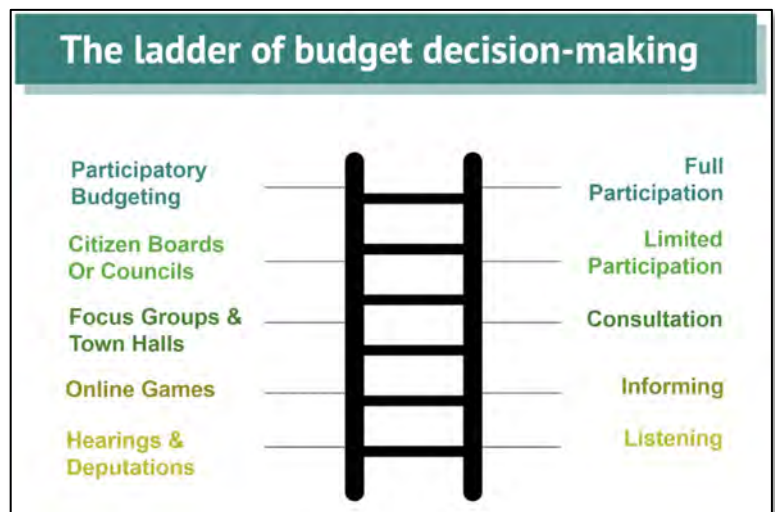 The ladder of budget decision-making
Participatory
Budgeting
Full
Participation
Citizen Boards
Or Councils
Limited
Participation
Focus Groups &
Town Halls
Consultation
Online Games
Informing
Hearings &
Deputations
Listening